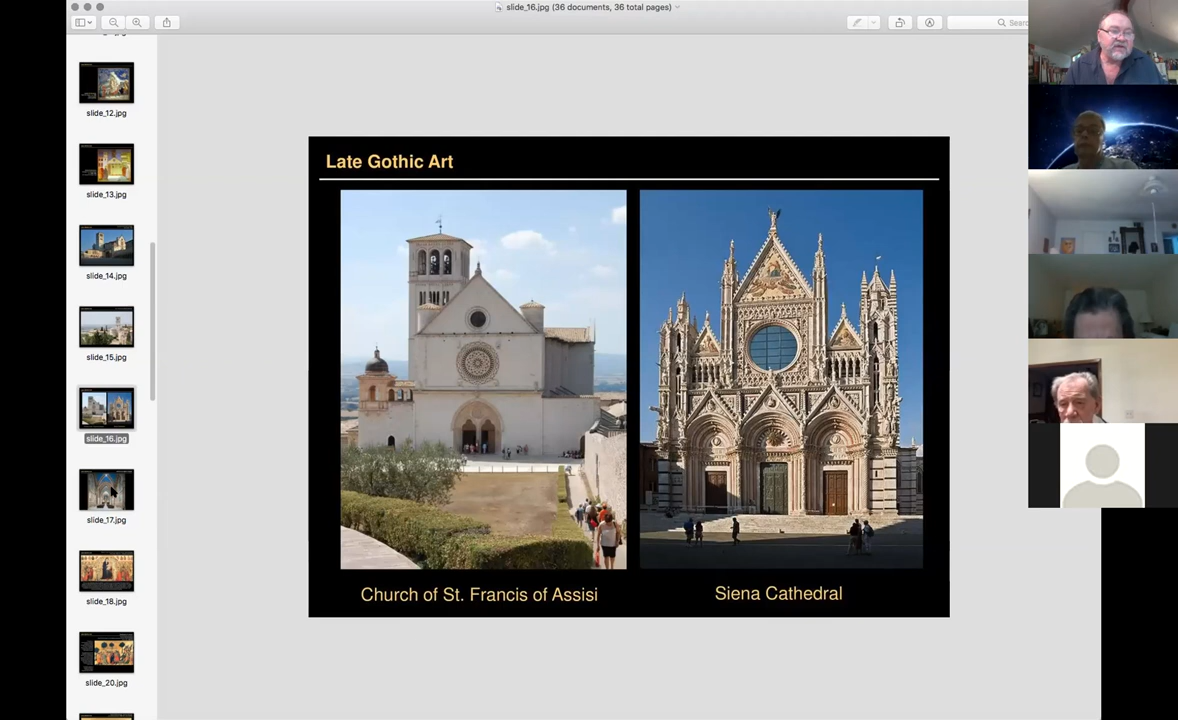 slide_16.jpg (36 documents, 36 total pages)
Sear
slide_12.jpg
slide_13.jpg
slide_14.jpg
slide_15.jpg
slide_16.jpg
slide_17.jpg
slide_18.jpg
slide_20.jpg
Late Gothic Art
Church of St. Francis of Assisi
Siena Cathedral